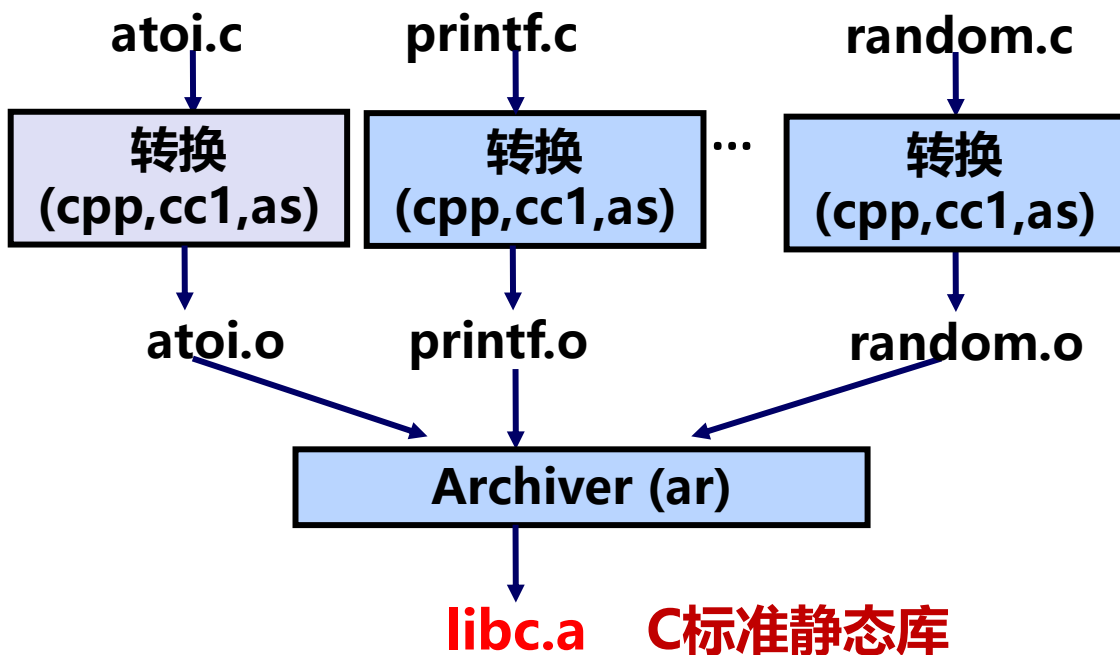 atoi.c
printf.c
random.c
转换
(cpp,cc1,as)
转换
(cpp,cc1,as)
...
转换
(cpp,cc1,as)
atoi.o
printf.o
random.o
Archiver (ar)
libc.a
C标准静态库